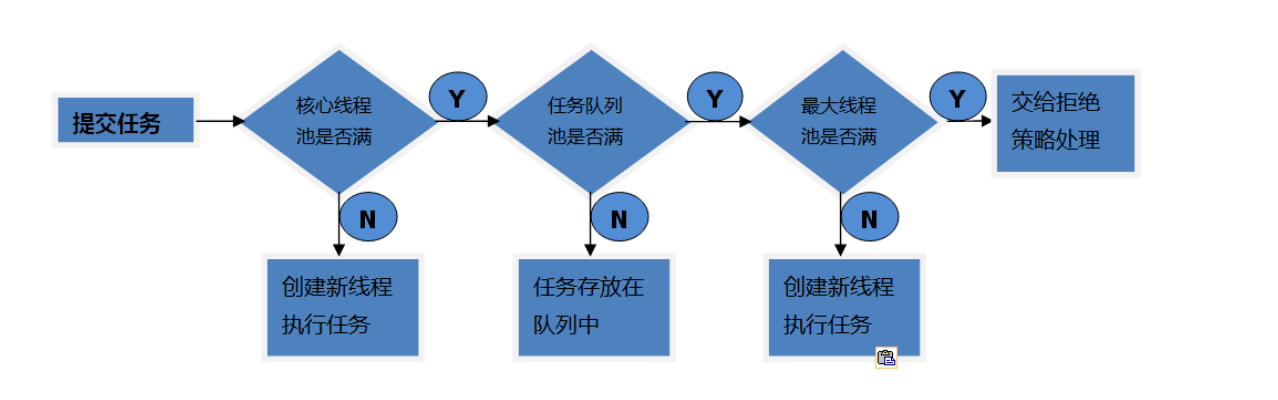 提交任务
核心线程
池是否满
Y
任务队列
池是否满
Y
最大线程
池是否满
Y
交给拒绝
策略处理
N
N
N
创建新线程
执行任务
任务存放在
队列中
创建新线程
执行任务